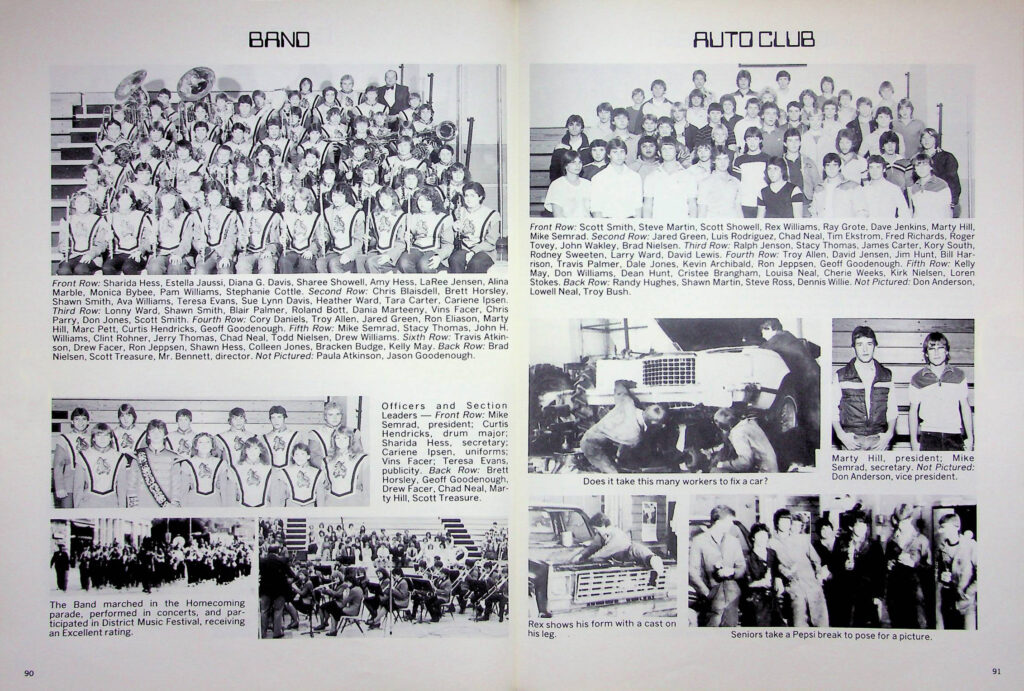 BAND
Front Row: Sharida Hess, Estella Jaussi, Diana G. Davis, Sharee Showell, Amy Hess, LaRee Jensen, Alina
Marble, Monica Bybee, Pam Williams, Stephanie Cottle. Second Row: Chris Blaisdell, Brett Horsley,
Shawn Smith, Ava Williams, Teresa Evans, Sue Lynn Davis, Heather Ward, Tara Carter, Cariene Ipsen.
Third Row: Lonny Ward, Shawn Smith, Blair Palmer, Roland Bott, Dania Marteeny, Vins Facer, Chris
Parry, Don Jones, Scott Smith. Fourth Row: Cory Daniels, Troy Allen, Jared Green, Ron Eliason, Marty
Hill, Marc Pett, Curtis Hendricks, Geoff Goodenough. Fifth Row: Mike Semrad, Stacy Thomas, John H.
Williams, Clint Rohner, Jerry Thomas, Chad Neal, Todd Nielsen, Drew Williams. Sixth Row: Travis Atkin-
son, Drew Facer, Ron Jeppsen, Shawn Hess, Colleen Jones, Bracken Budge, Kelly May. Back Row: Brad
Nielsen, Scott Treasure, Mr. Bennett, director. Not Pictured: Paula Atkinson, Jason Goodenough.
Officers and Section
Leaders — Front Row: Mike
Semrad, president; Curtis
Hendricks, drum major;
Sharida Hess, secretary;
Cariene Ipsen, uniforms;
Vins Facer; Teresa Evans,
publicity. Back Row: Brett
Horsley, Geoff Goodenough,
Drew Facer, Chad Neal, Mar-
ty Hill, Scott Treasure.
The Band marched in the Homecoming
parade, performed in concerts, and par-
ticipated in District Music Festival, receiving
an Excellent rating.
90
AUTO CLUB
Front Row: Scott Smith, Steve Martin, Scott Showell, Rex Williams, Ray Grote, Dave Jenkins, Marty Hill,
Mike Semrad. Second Row: Jared Green, Luis Rodriguez, Chad Neal, Tim Ekstrom, Fred Richards, Roger
Tovey, John Wakley, Brad Nielsen. Third Row: Ralph Jenson, Stacy Thomas, James Carter, Kory South,
Rodney Sweeten, Larry Ward, David Lewis. Fourth Row: Troy Allen, David Jensen, Jim Hunt, Bill Har-
rison, Travis Palmer, Dale Jones, Kevin Archibald, Ron Jeppsen, Geoff Goodenough. Fifth Row: Kelly
May, Don Williams, Dean Hunt, Cristee Brangham, Louisa Neal, Cherie Weeks, Kirk Nielsen, Loren
Stokes. Back Row: Randy Hughes, Shawn Martin, Steve Ross, Dennis Willie. Not Pictured: Don Anderson,
Lowell Neal, Troy Bush.
Does it take this many workers to fix a car?
Marty Hill, president; Mike
Semrad, secretary. Not Pictured:
Don Anderson, vice president.
Rex shows his form with a cast on
his leg.
Seniors take a Pepsi break to pose for a picture.
91